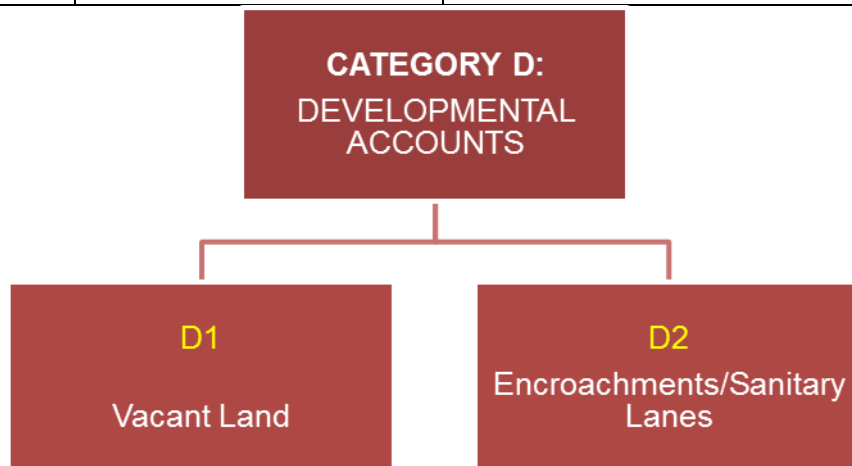 CATEGORY D:
DEVELOPMENTAL
ACCOUNTS
D1
Vacant Land
D2
Encroachments/Sanitary
Lanes